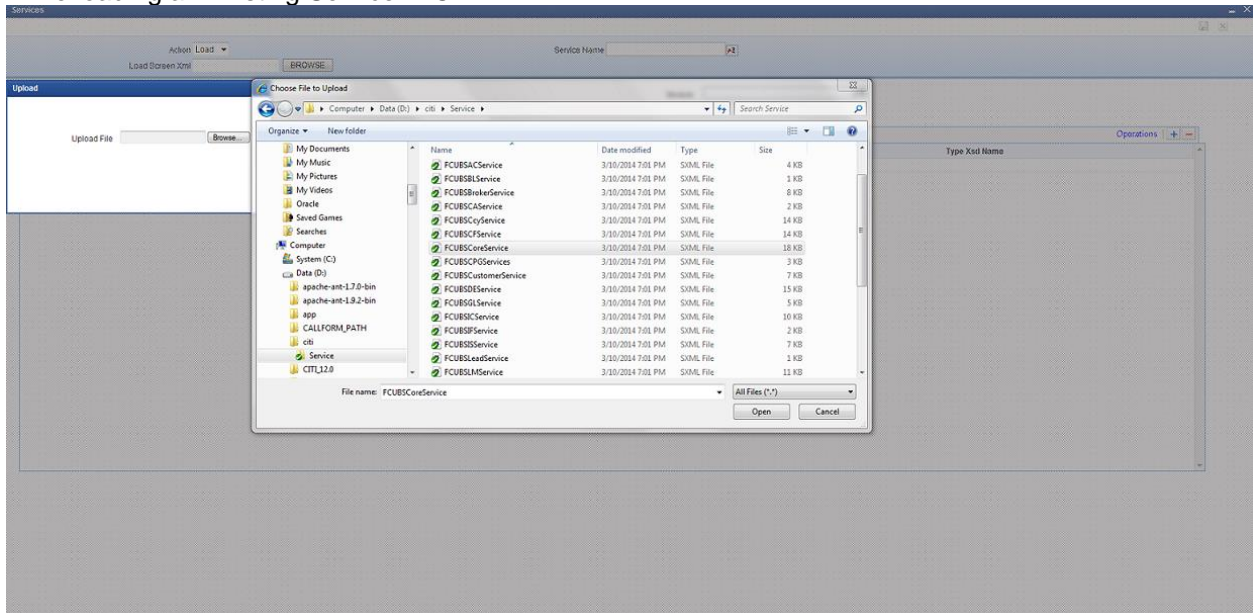 Services
Action Load
Service Name
Load Screen Xml
BROWSE
Upload
Upload File
Browse...
Choose File to Upload
Computer ▸ Data (D:) ▸ citi ▸ Service ▸
Search Service
Organize
New folder
My Documents
My Music
My Pictures
My Videos
Oracle
Saved Games
Searches
Computer
System (C:)
Data (D:)
apache-ant-1.7.0-bin
apache-ant-1.9.2-bin
app
CALLFORM_PATH
citi
Service
CITI_12.0
Name Date modified Type Size
FCUBSACService 3/10/2014 7:01 PM SXML File 4 KB
FCUBSBLService 3/10/2014 7:01 PM SXML File 1 KB
FCUBSBrokerService 3/10/2014 7:01 PM SXML File 8 KB
FCUBSCAService 3/10/2014 7:01 PM SXML File 2 KB
FCUBSCcyService 3/10/2014 7:01 PM SXML File 14 KB
FCUBSCFService 3/10/2014 7:01 PM SXML File 14 KB
FCUBSCoreService 3/10/2014 7:01 PM SXML File 18 KB
FCUBSCPGServices 3/10/2014 7:01 PM SXML File 3 KB
FCUBSCustomerService 3/10/2014 7:01 PM SXML File 7 KB
FCUBSDEService 3/10/2014 7:01 PM SXML File 15 KB
FCUBSGLService 3/10/2014 7:01 PM SXML File 5 KB
FCUBSICService 3/10/2014 7:01 PM SXML File 10 KB
FCUBSIFService 3/10/2014 7:01 PM SXML File 2 KB
FCUBSISService 3/10/2014 7:01 PM SXML File 7 KB
FCUBSLeadService 3/10/2014 7:01 PM SXML File 1 KB
FCUBSLMService 3/10/2014 7:01 PM SXML File 11 KB
File name: FCUBSCoreService
All Files (*.*)
Open
Cancel
Operations + -
Type Xsd Name